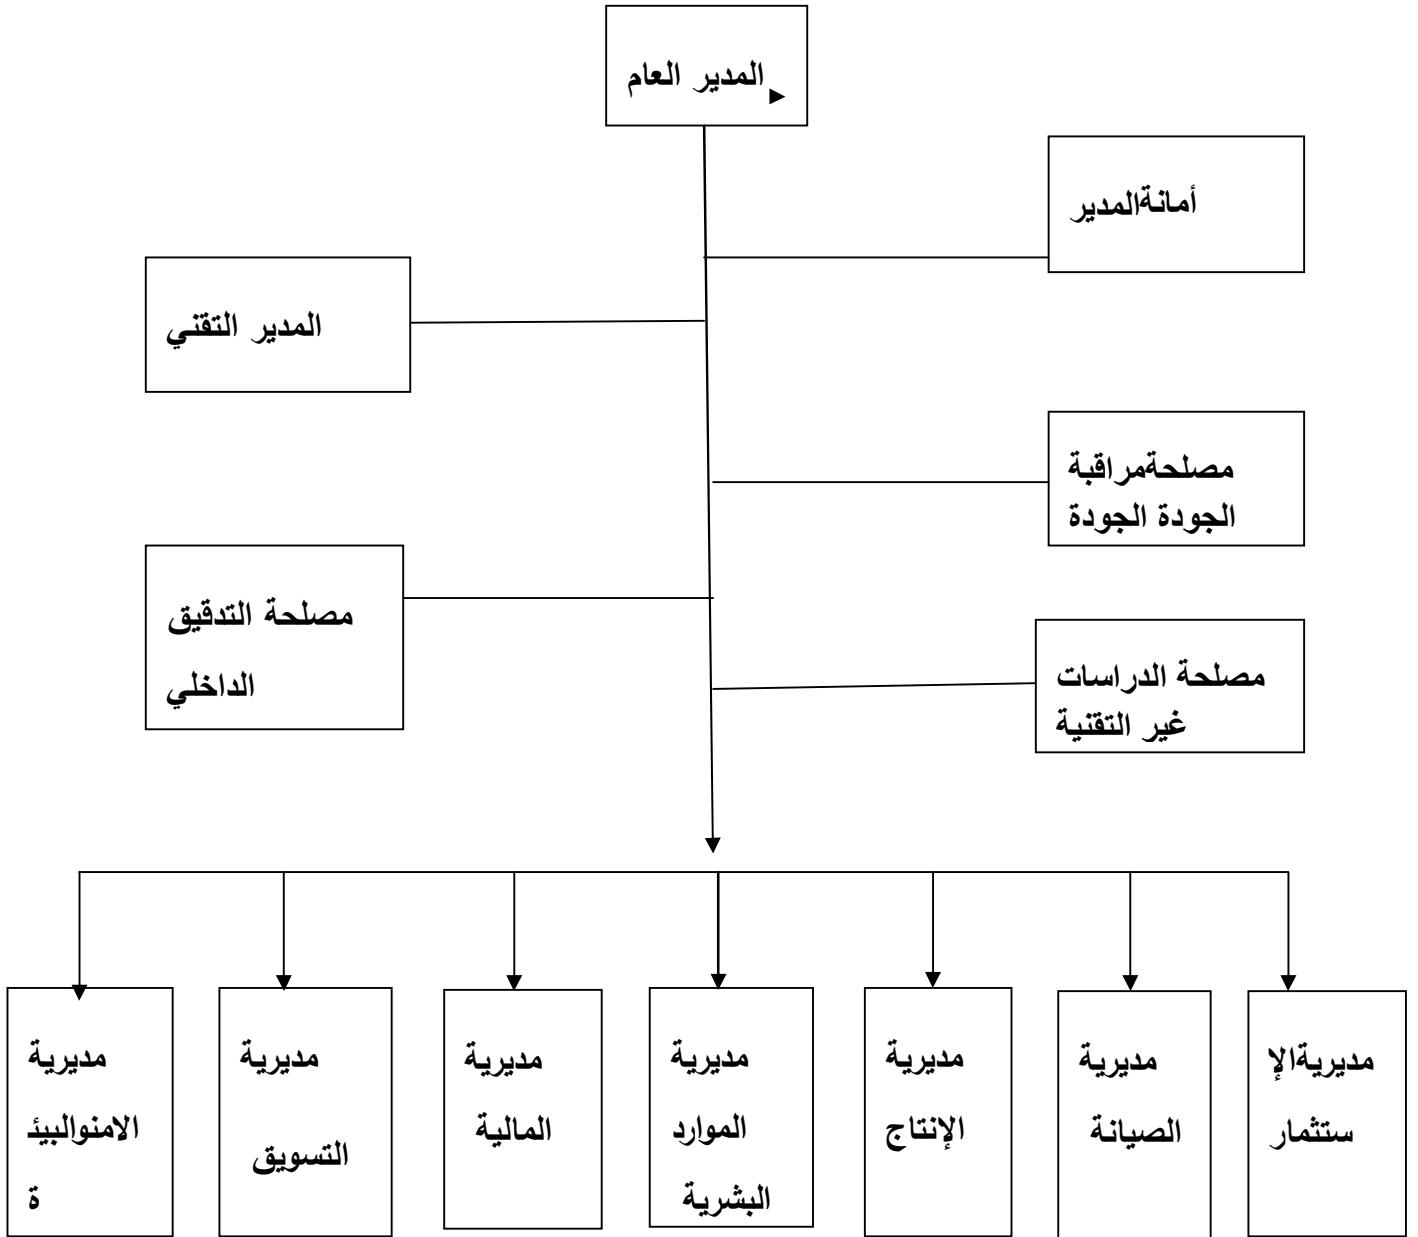 المدير العام
أمانةالمدير
المدير التقني
مصلحةمراقبة
الجودة الجودة
مصلحة التدقيق
الداخلي
مصلحة الدراسات
غير التقنية
مديريةالإ
ستثمار
مديرية
الصيانة
مديرية
الإنتاج
مديرية
الموارد
البشرية
مديرية
المالية
مديرية
التسويق
مديرية
الامنوالبيئ
ة